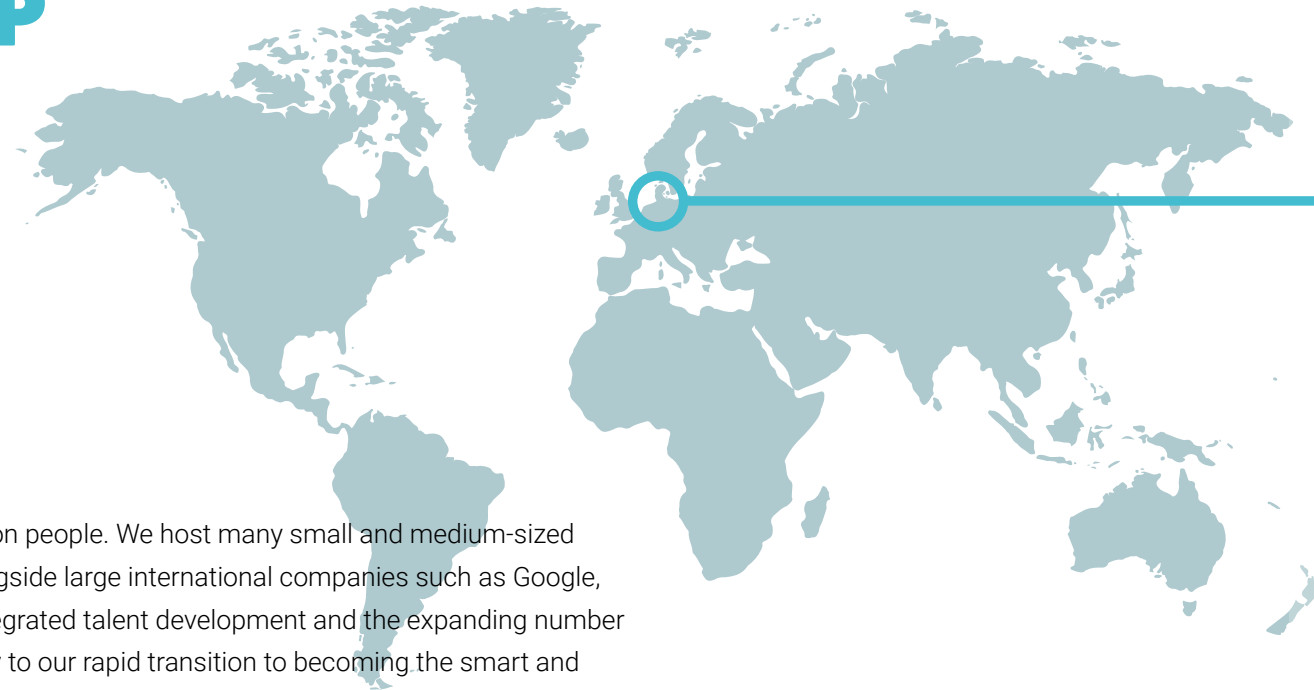 P
on people. We host many small and medium-sized
gside large international companies such as Google,
egrated talent development and the expanding number
to our rapid transition to becoming the smart and